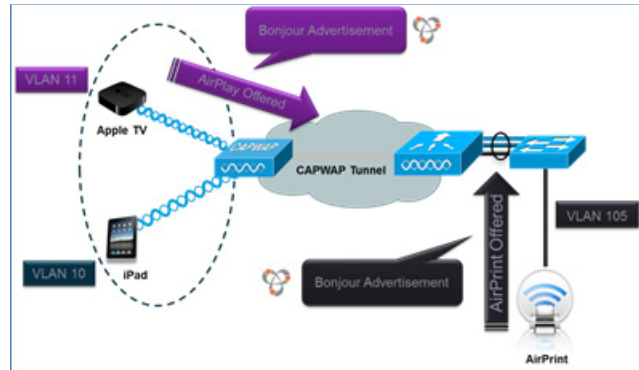 Bonjour Advertisement
VLAN 11
AirPlay Offered
Apple TV
CAPWAP
CAPWAP Tunnel
VLAN 105
AirPrint Offered
VLAN 10
iPad
Bonjour Advertisement
AirPrint